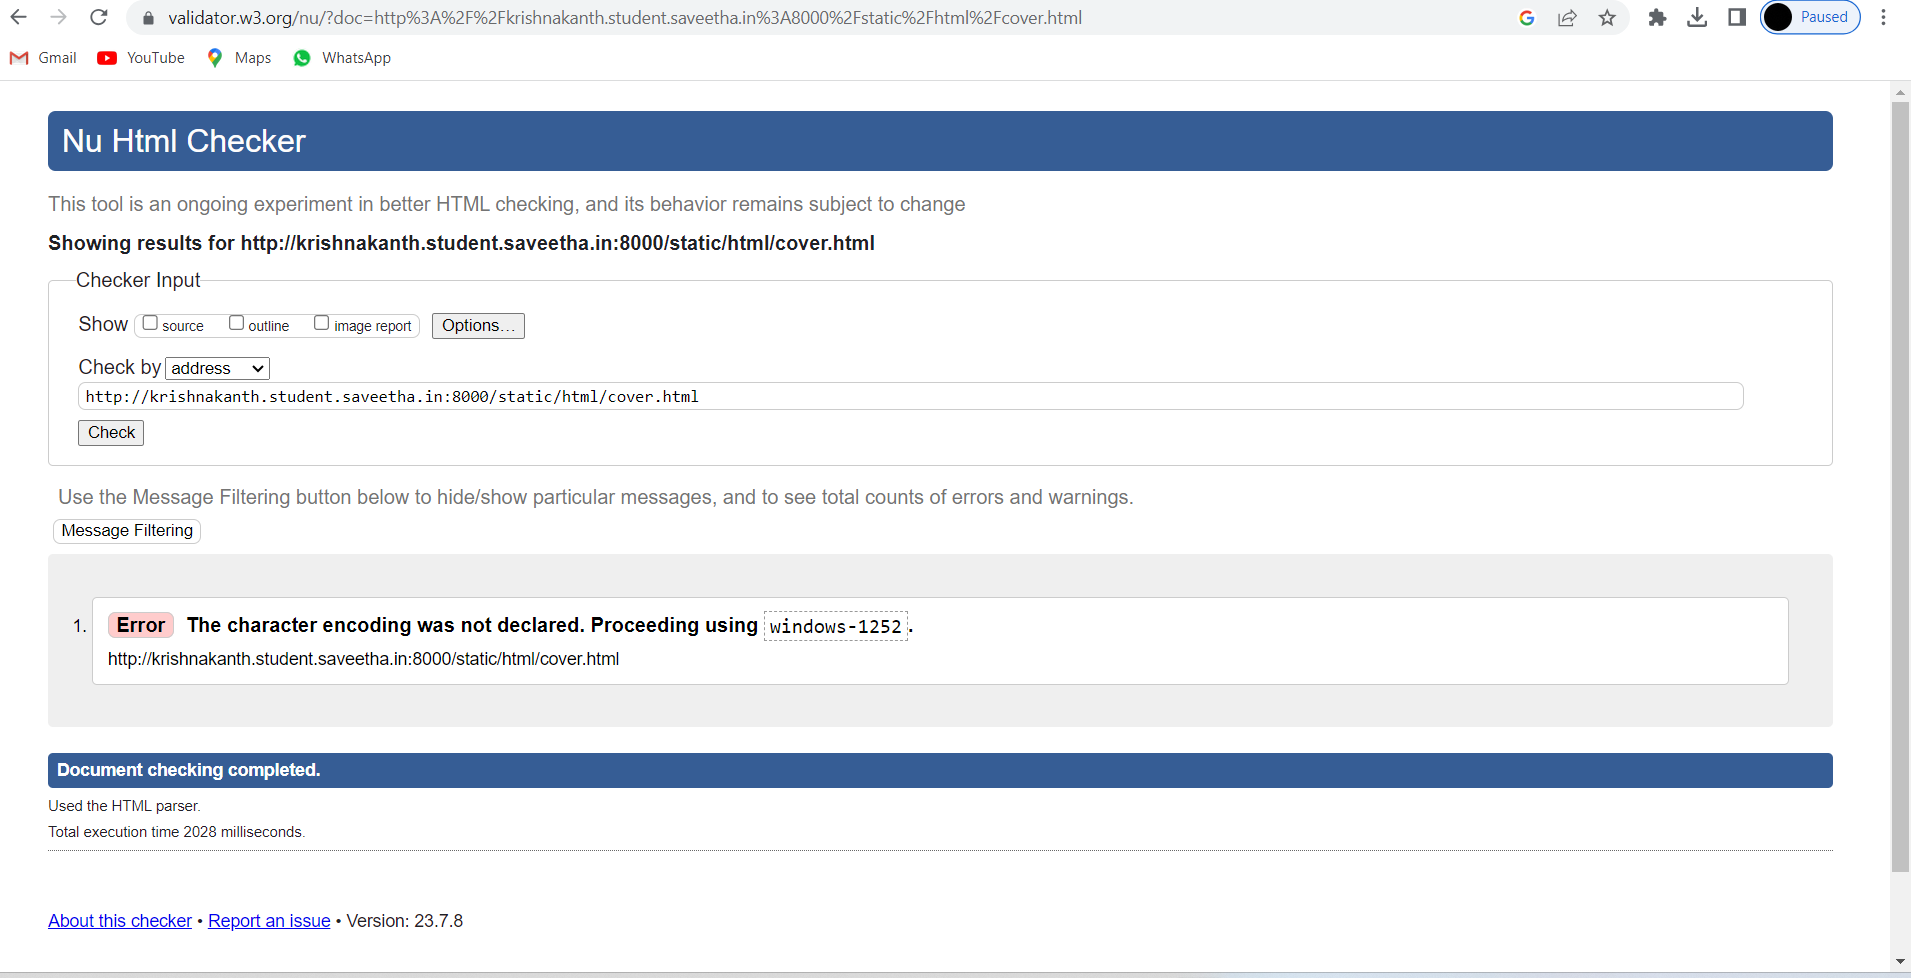 validator.w3.org/nu/?doc=http%3A%2F%2Fkrishnakanth.student.saveetha.in%3A8000%2Fstatic%2Fhtml%2Fcover.html
Paused
Gmail YouTube Maps WhatsApp
Nu Html Checker
This tool is an ongoing experiment in better HTML checking, and its behavior remains subject to change
Showing results for http://krishnakanth.student.saveetha.in:8000/static/html/cover.html
Checker Input
Show source outline image report Options...
Check by address
http://krishnakanth.student.saveetha.in:8000/static/html/cover.html
Check
Use the Message Filtering button below to hide/show particular messages, and to see total counts of errors and warnings.
Message Filtering
1. Error The character encoding was not declared. Proceeding using windows-1252.
http://krishnakanth.student.saveetha.in:8000/static/html/cover.html
Document checking completed.
Used the HTML parser.
Total execution time 2028 milliseconds.
About this checker • Report an issue • Version: 23.7.8